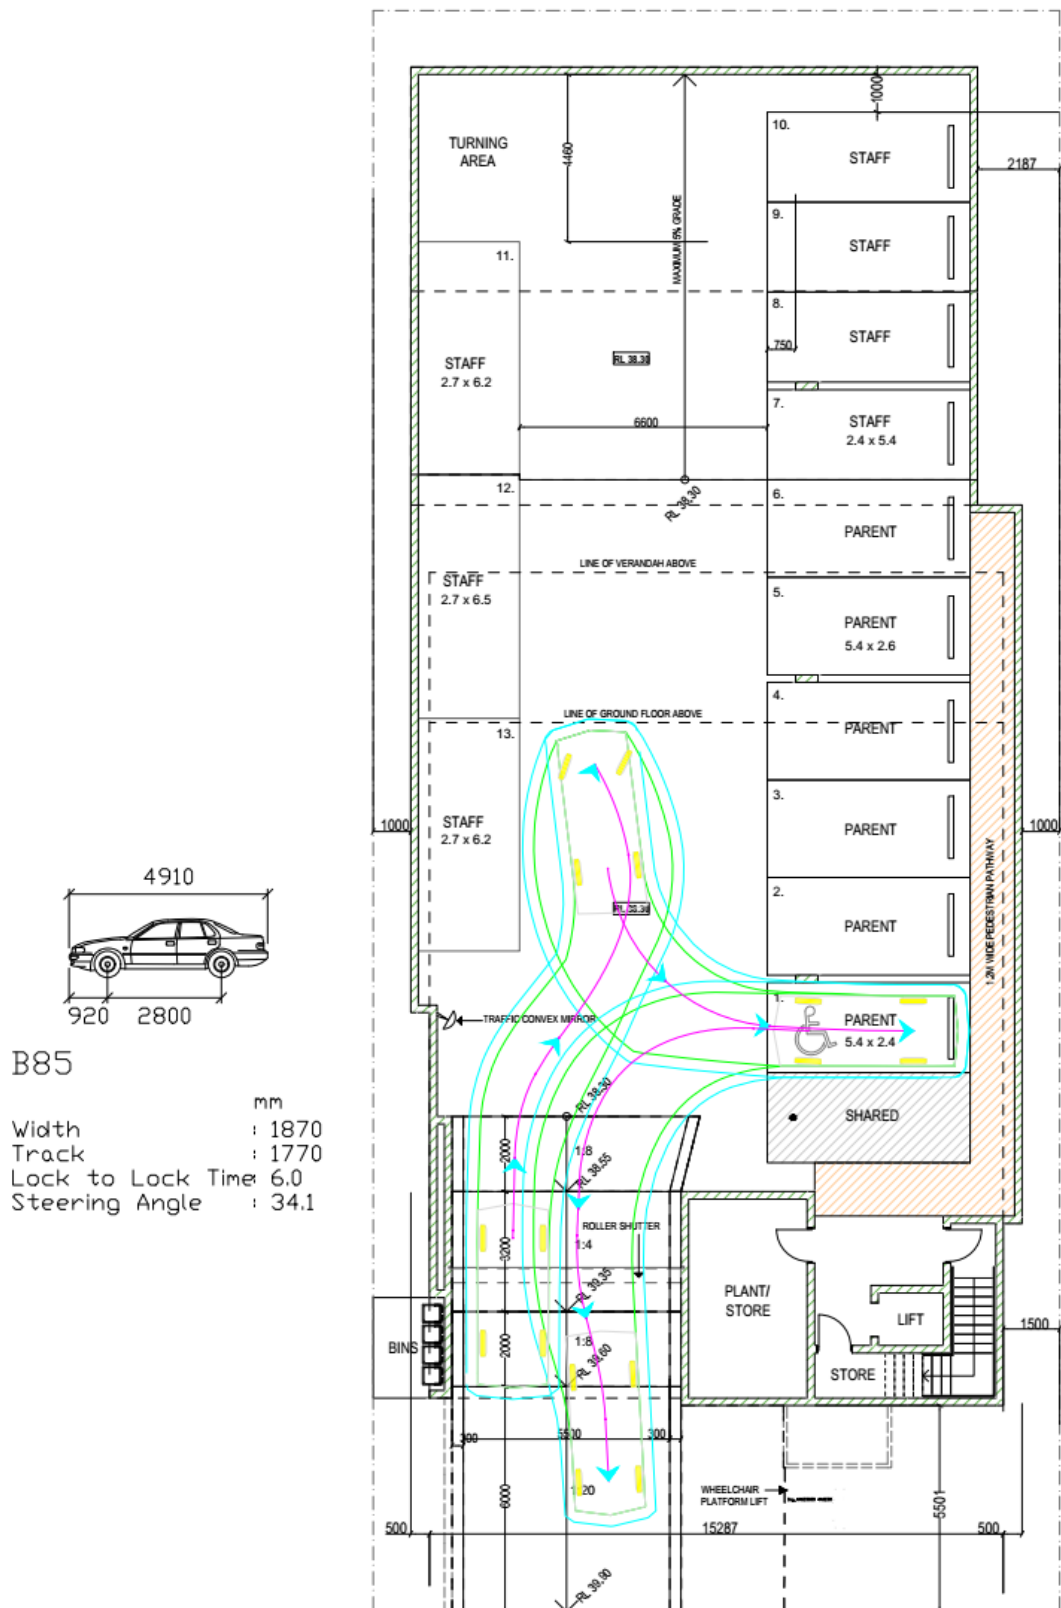 1000
10.
TURNING
AREA
4460
STAFF
2187
MAXIMUM 5% GRADE
9.
STAFF
11.
8.
STAFF
750
RL 38.30
STAFF
2.7 x 6.2
7.
STAFF
2.4 x 5.4
6600
12.
RL 38.30
6.
PARENT
LINE OF VERANDAH ABOVE
STAFF
2.7 x 6.5
5.
PARENT
5.4 x 2.6
4.
LINE OF GROUND FLOOR ABOVE
PARENT
13.
3.
STAFF
2.7 x 6.2
1000
PARENT
1000
4910
2.
PARENT
1.2M WIDE PEDESTRIAN PATHWAY
RL 38.30
920
2800
1.
TRAFFIC CONVEX MIRROR
PARENT
5.4 x 2.4
B85
mm
Width : 1870
Track : 1770
Lock to Lock Time : 6.0
Steering Angle : 34.1
RL 38.30
SHARED
2000
1:8
RL 38.55
ROLLER SHUTTER
3200
1:4
RL 39.35
PLANT/
STORE
LIFT
1500
BINS
2000
1:8
RL 39.60
STORE
300
5500
300
6000
1:20
WHEELCHAIR
PLATFORM LIFT
5501
500
15287
500
RL 39.90